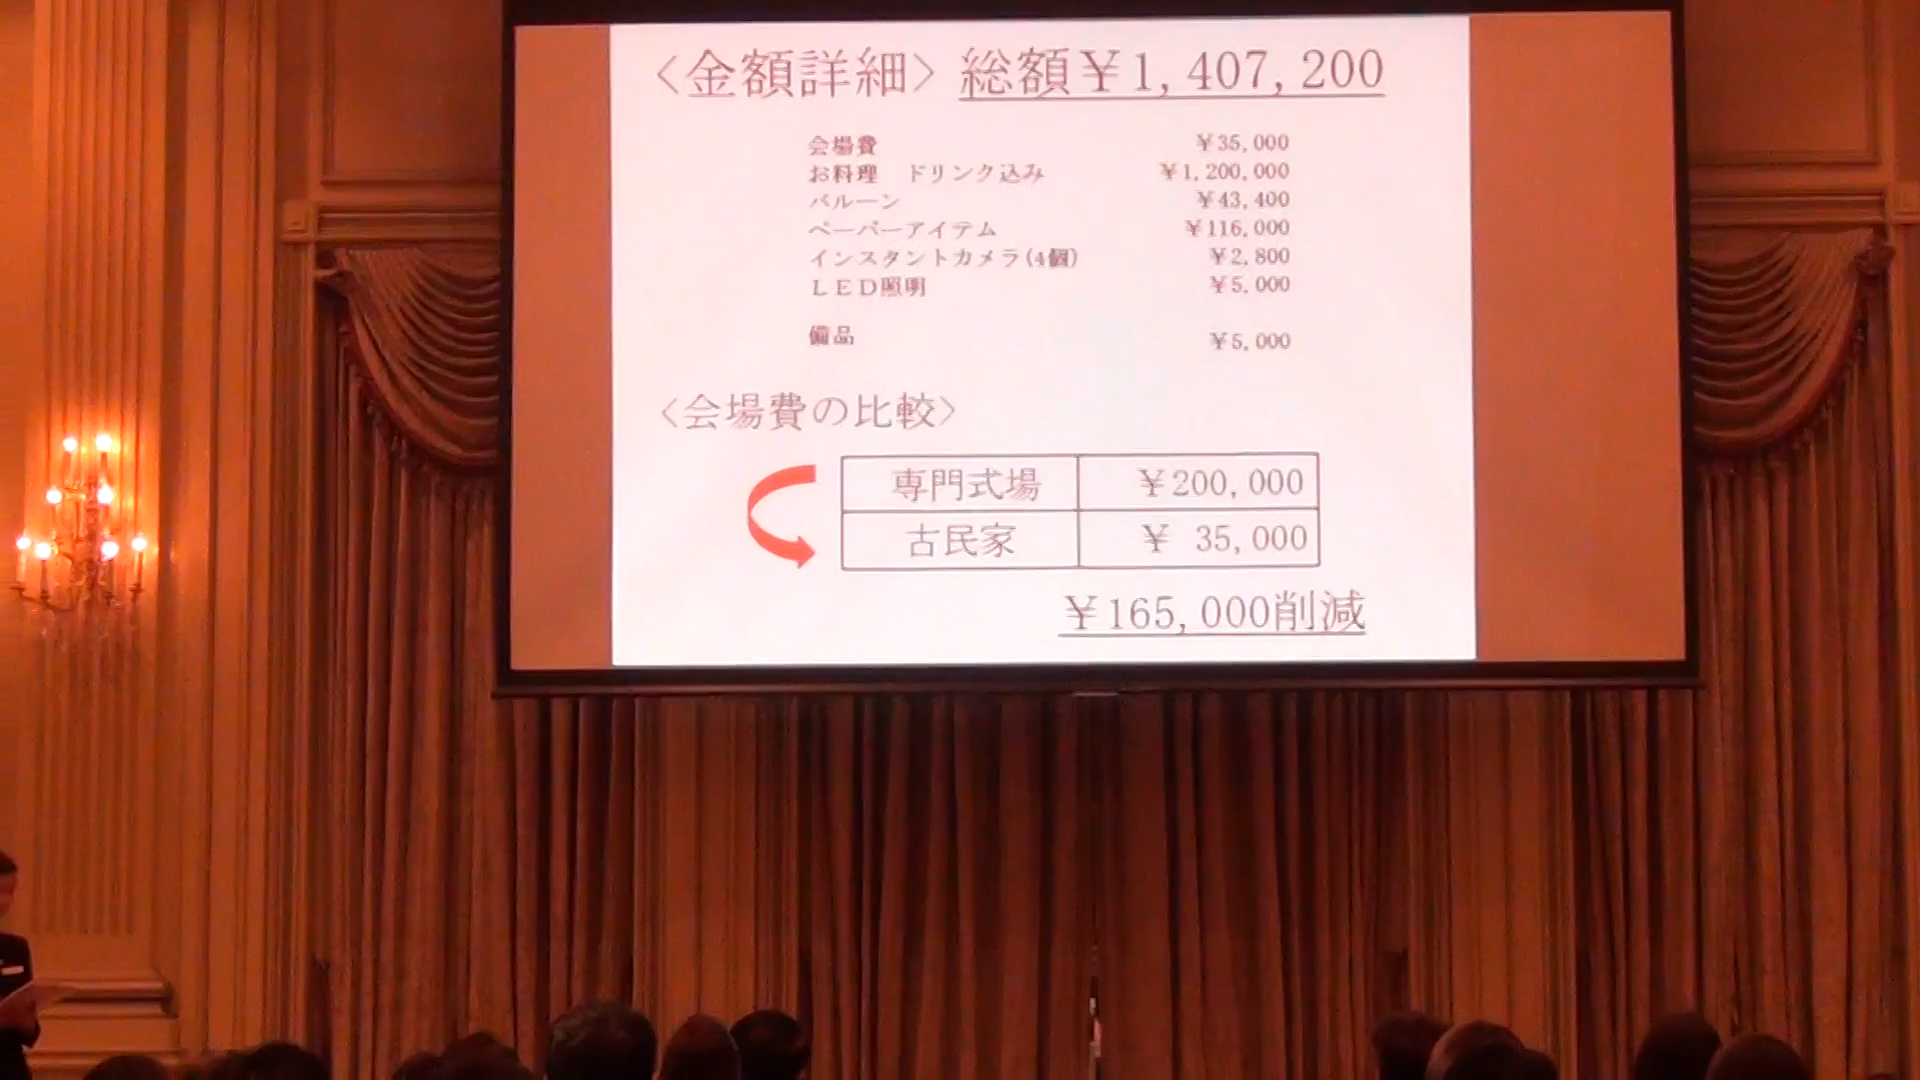 <金額詳細> 総額￥1,407,200
会場費 ￥35,000
お料理 ドリンク込み ￥1,200,000
バルーン ￥43,400
ペーパーアイテム ￥116,000
インスタントカメラ(4個) ￥2,800
ＬＥＤ照明 ￥5,000
備品 ￥5,000
<会場費の比較>
専門式場 ￥200,000
古民家 ￥ 35,000
￥165,000削減